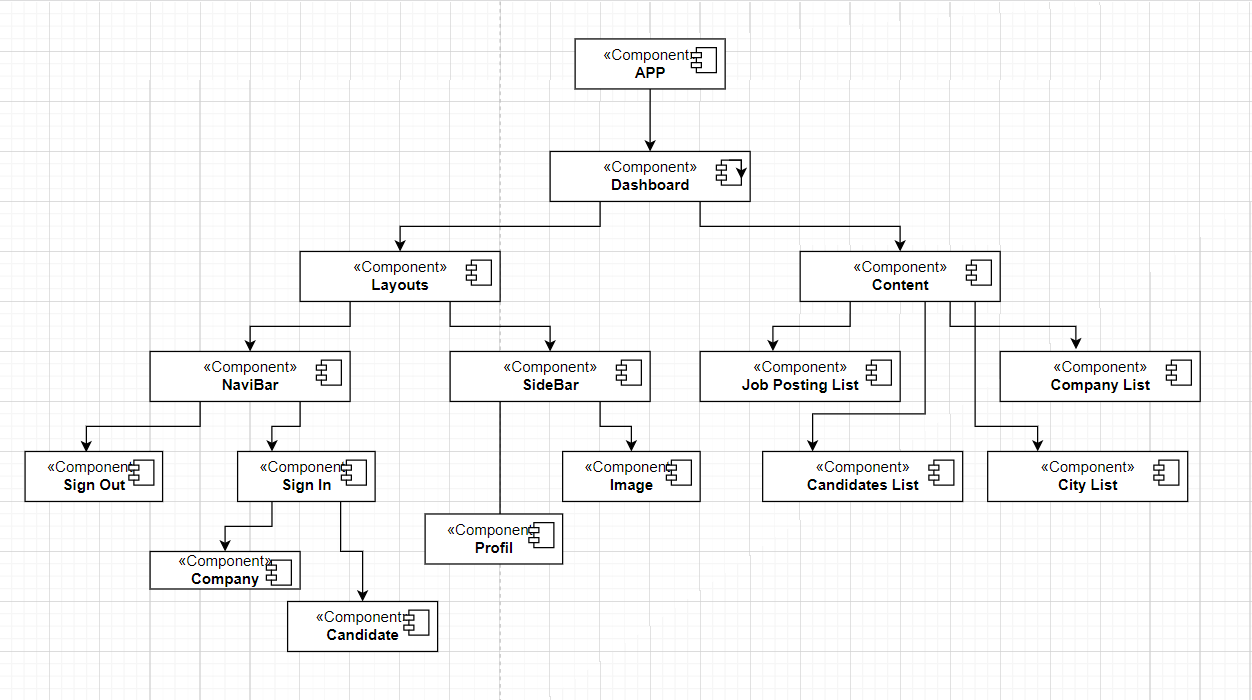 «Component»
APP
«Component»
Dashboard
«Component»
Layouts
«Component»
Content
«Component»
NaviBar
«Component»
SideBar
«Component»
Job Posting List
«Component»
Company List
«Component»
Sign Out
«Component»
Sign In
«Component»
Image
«Component»
Candidates List
«Component»
City List
«Component»
Profil
«Component»
Company
«Component»
Candidate